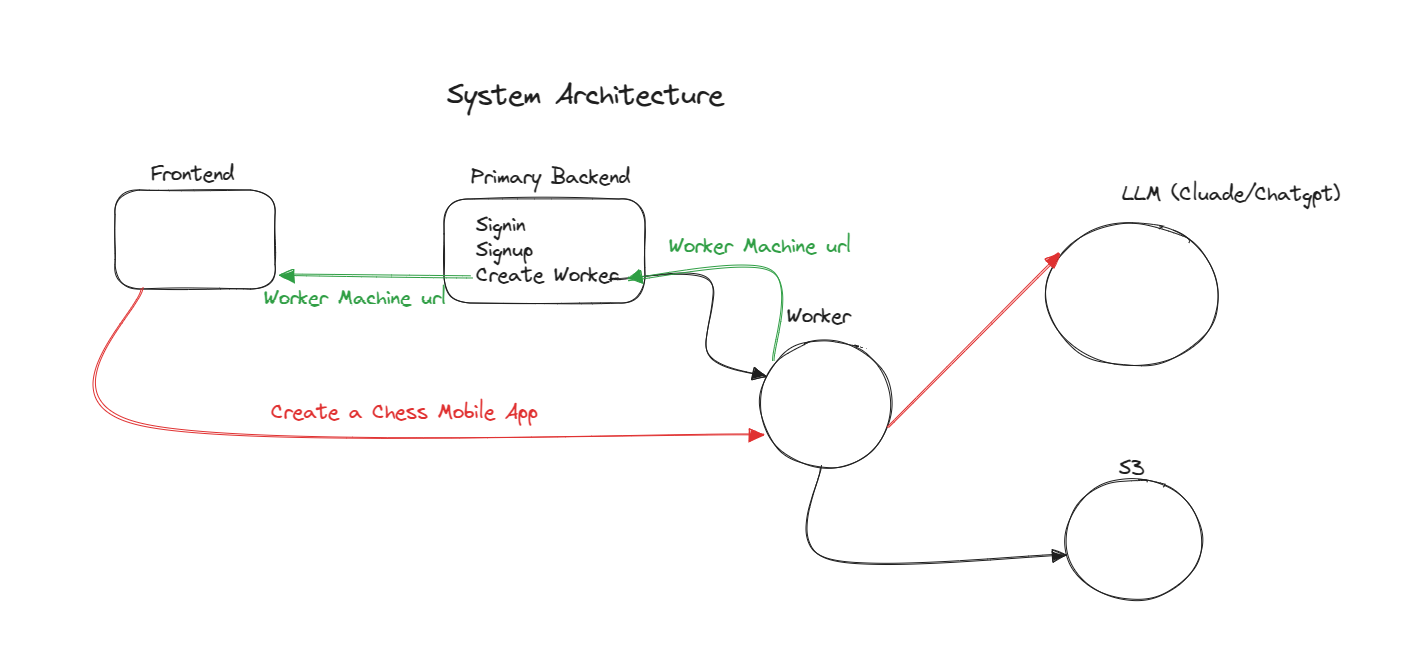 System Architecture
Frontend
Primary Backend
LLM (Cluade/Chatgpt)
Signin
Signup
Create Worker
Worker Machine url
Worker Machine url
Worker
Create a Chess Mobile App
S3